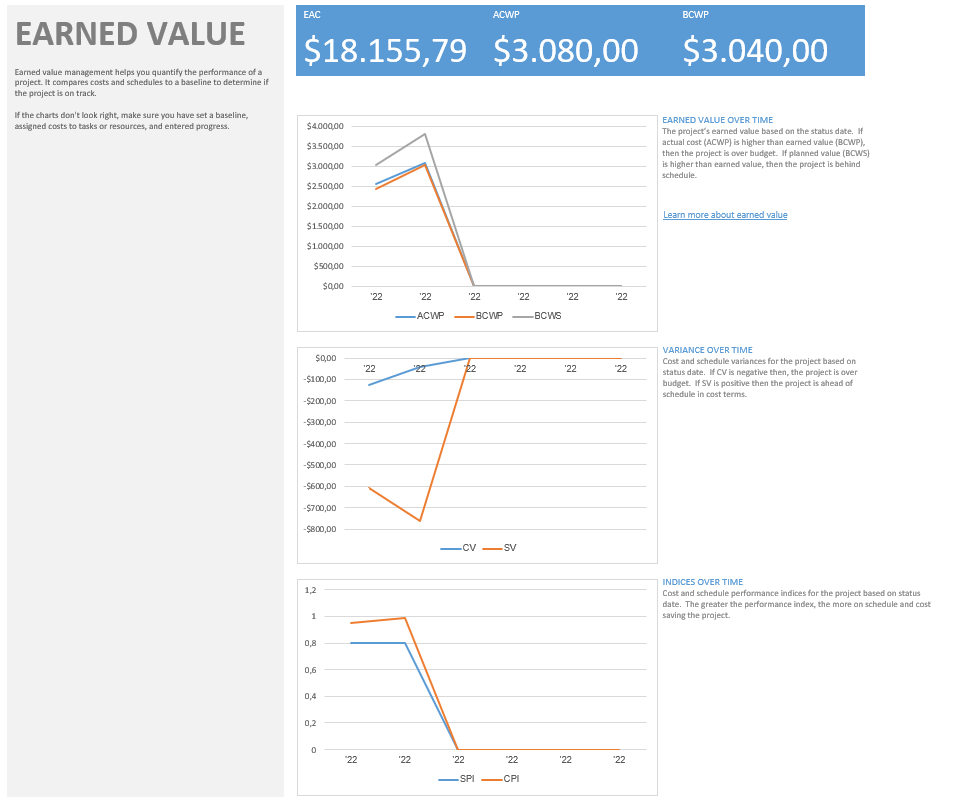 EARNED VALUE
Earned value management helps you quantify the performance of a
project. It compares costs and schedules to a baseline to determine if
the project is on track.
If the charts don't look right, make sure you have set a baseline,
assigned costs to tasks or resources, and entered progress.
EAC
$18.155,79
ACWP
$3.080,00
BCWP
$3.040,00
$4.000,00
$3.500,00
$3.000,00
$2.500,00
$2.000,00
$1.500,00
$1.000,00
$500,00
$0,00
'22 '22 '22 '22 '22 '22
ACWP BCWP BCWS
EARNED VALUE OVER TIME
The project's earned value based on the status date. If
actual cost (ACWP) is higher than earned value (BCWP),
then the project is over budget. If planned value (BCWS)
is higher than earned value, then the project is behind
schedule.
Learn more about earned value
$0,00
-$100,00
-$200,00
-$300,00
-$400,00
-$500,00
-$600,00
-$700,00
-$800,00
'22 '22 '22 '22 '22 '22
CV SV
VARIANCE OVER TIME
Cost and schedule variances for the project based on
status date. If CV is negative then, the project is over
budget. If SV is positive then the project is ahead of
schedule in cost terms.
1,2
1
0,8
0,6
0,4
0,2
0
'22 '22 '22 '22 '22 '22
SPI CPI
INDICES OVER TIME
Cost and schedule performance indices for the project based on status
date. The greater the performance index, the more on schedule and cost
saving the project.